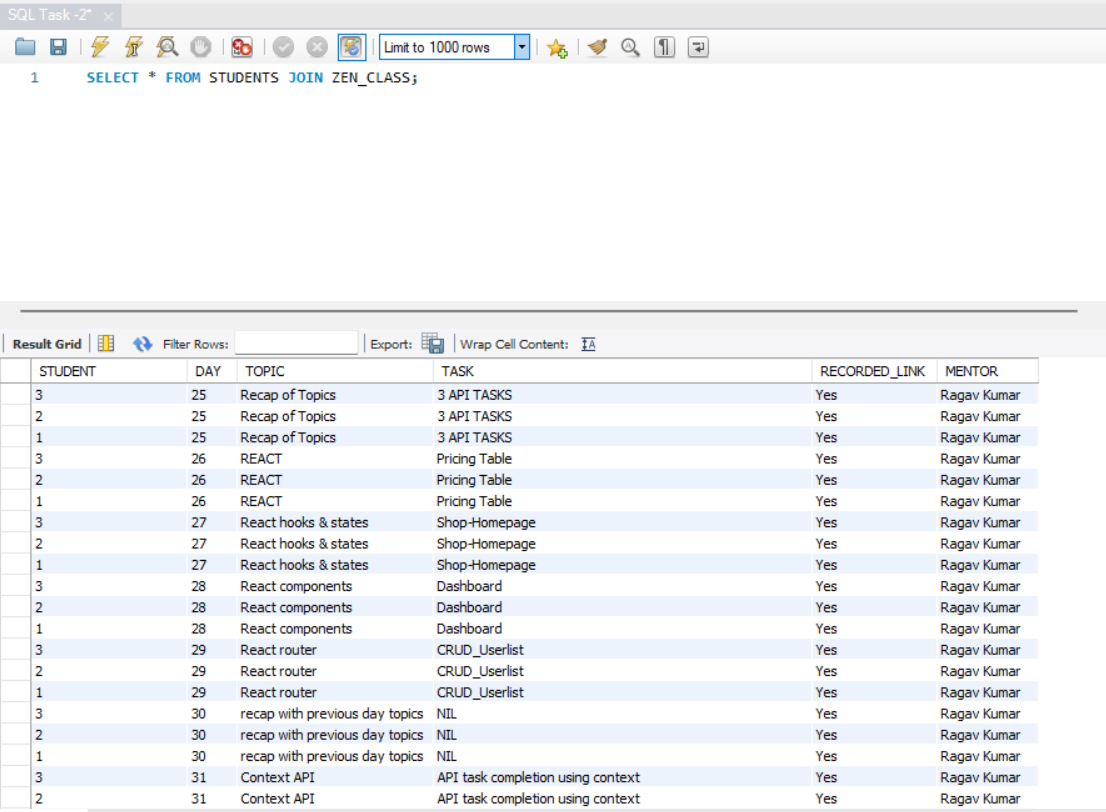 SQL Task -2*
Limit to 1000 rows
1 SELECT * FROM STUDENTS JOIN ZEN_CLASS;
Result Grid Filter Rows: Export: Wrap Cell Content:
STUDENT DAY TOPIC TASK RECORDED_LINK MENTOR
3 25 Recap of Topics 3 API TASKS Yes Ragav Kumar
2 25 Recap of Topics 3 API TASKS Yes Ragav Kumar
1 25 Recap of Topics 3 API TASKS Yes Ragav Kumar
3 26 REACT Pricing Table Yes Ragav Kumar
2 26 REACT Pricing Table Yes Ragav Kumar
1 26 REACT Pricing Table Yes Ragav Kumar
3 27 React hooks & states Shop-Homepage Yes Ragav Kumar
2 27 React hooks & states Shop-Homepage Yes Ragav Kumar
1 27 React hooks & states Shop-Homepage Yes Ragav Kumar
3 28 React components Dashboard Yes Ragav Kumar
2 28 React components Dashboard Yes Ragav Kumar
1 28 React components Dashboard Yes Ragav Kumar
3 29 React router CRUD_Userlist Yes Ragav Kumar
2 29 React router CRUD_Userlist Yes Ragav Kumar
1 29 React router CRUD_Userlist Yes Ragav Kumar
3 30 recap with previous day topics NIL Yes Ragav Kumar
2 30 recap with previous day topics NIL Yes Ragav Kumar
1 30 recap with previous day topics NIL Yes Ragav Kumar
3 31 Context API API task completion using context Yes Ragav Kumar
2 31 Context API API task completion using context Yes Ragav Kumar